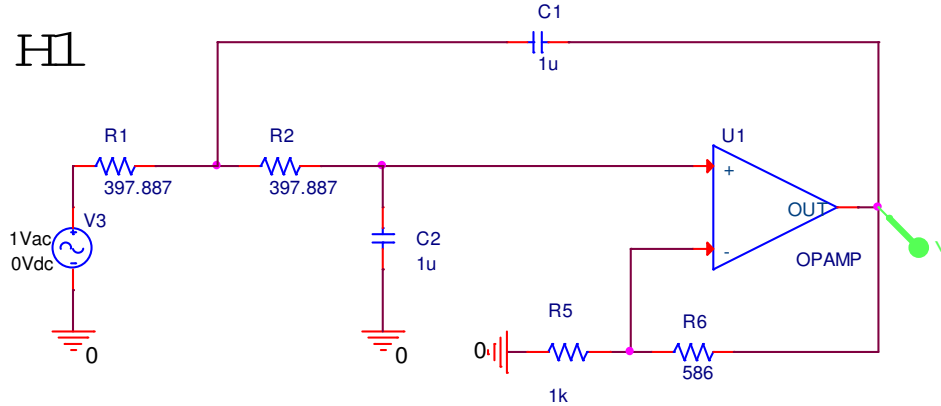 H1
C1
1u
R1
R2
U1
397.887
397.887
+
V3
1Vac
+
OUT
C2
0Vdc
-
-
1u
OPAMP
V
R5
R6
0
0
0
586
1k